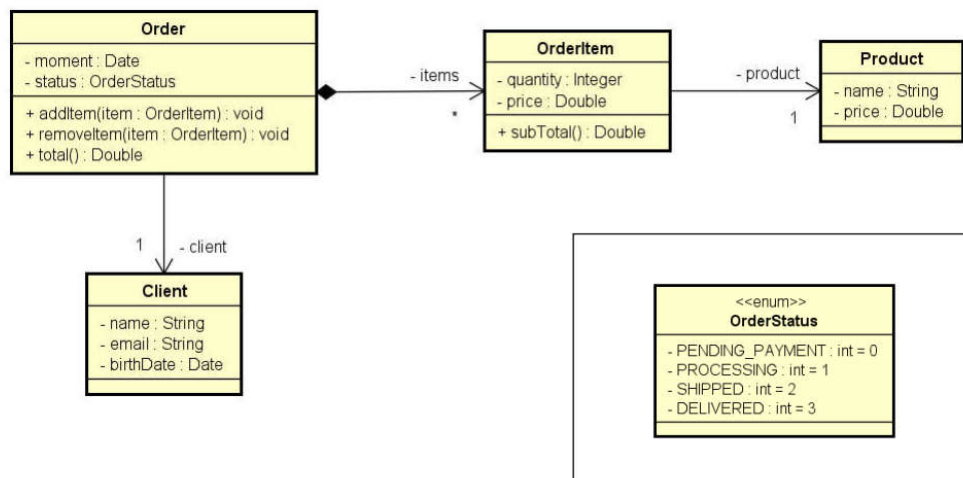 Order
- moment : Date
- status : OrderStatus
+ addItem(item : OrderItem) : void
+ removeItem(item : OrderItem) : void
+ total() : Double
- items
*
OrderItem
- quantity : Integer
- price : Double
+ subTotal() : Double
- product
1
Product
- name : String
- price : Double
1
- client
Client
- name : String
- email : String
- birthDate : Date
<<enum>>
OrderStatus
- PENDING_PAYMENT : int = 0
- PROCESSING : int = 1
- SHIPPED : int = 2
- DELIVERED : int = 3